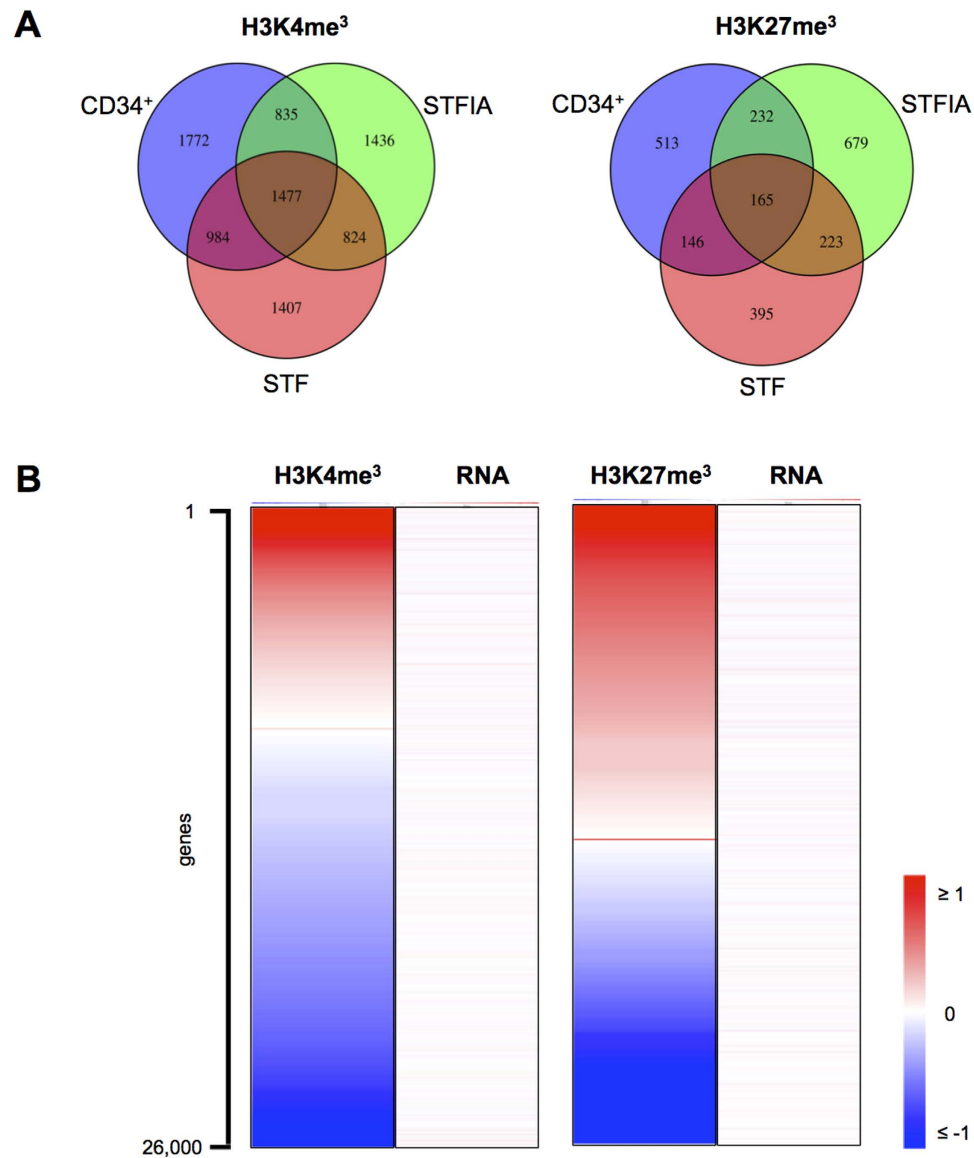 A
H3K4me³
H3K27me³
CD34⁺
STFIA
CD34⁺
STFIA
835
1772
1436
1477
984
824
1407
STF
232
513
679
165
146
223
395
STF
B
H3K4me³
RNA
H3K27me³
RNA
1
genes
26,000
≥ 1
0
≤ -1